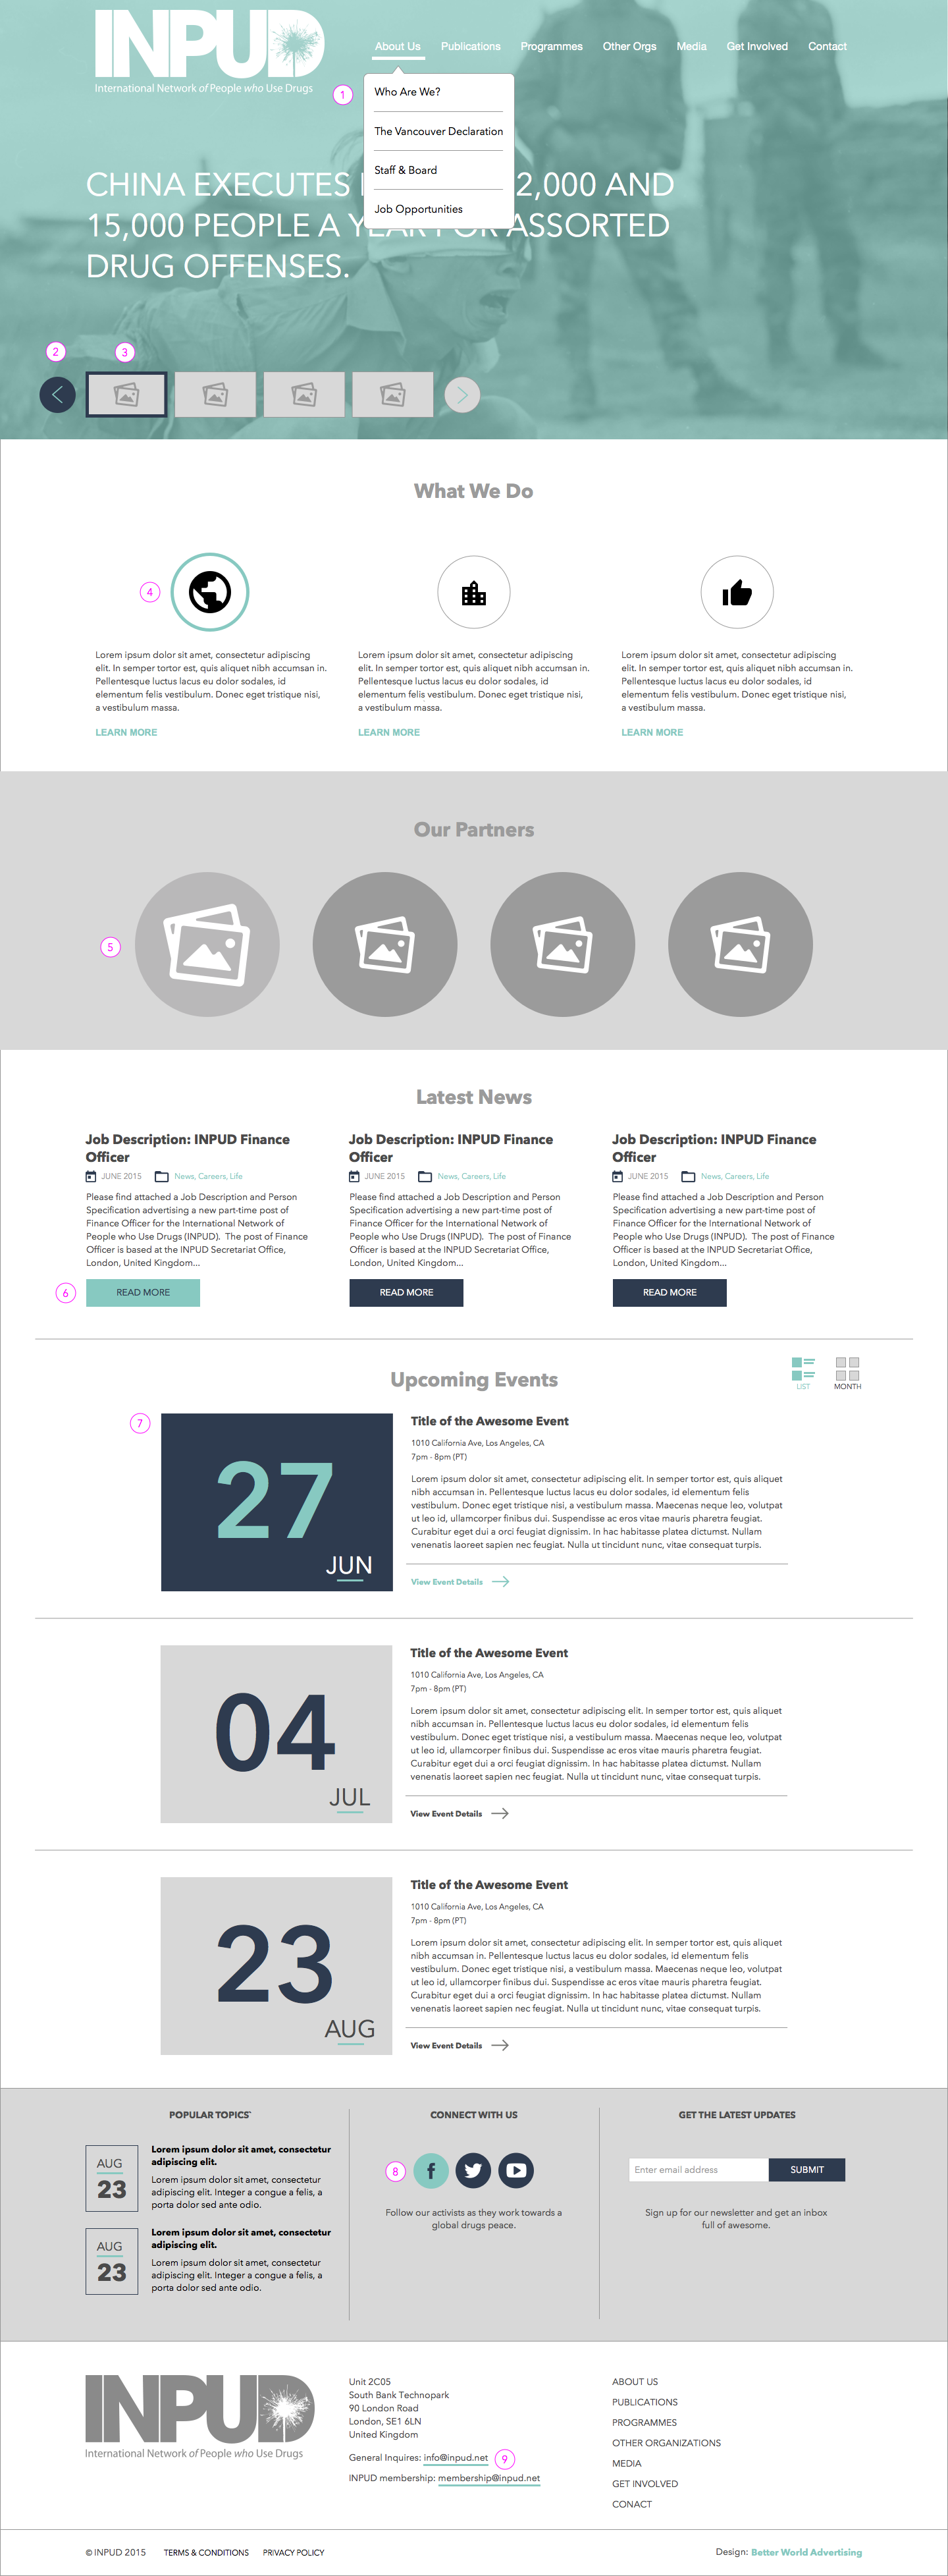 INPUD
International Network of People who Use Drugs
About Us Publications Programmes Other Orgs Media Get Involved Contact
1
Who Are We?
The Vancouver Declaration
Staff & Board
Job Opportunities
CHINA EXECUTES 2,000 AND
15,000 PEOPLE A YEAR FOR ASSORTED
DRUG OFFENSES.
2
3
What We Do
4
Lorem ipsum dolor sit amet, consectetur adipiscing
elit. In semper tortor est, quis aliquet nibh accumsan in.
Pellentesque luctus lacus eu dolor sodales, id
elementum felis vestibulum. Donec eget tristique nisi,
a vestibulum massa.
LEARN MORE
Lorem ipsum dolor sit amet, consectetur adipiscing
elit. In semper tortor est, quis aliquet nibh accumsan in.
Pellentesque luctus lacus eu dolor sodales, id
elementum felis vestibulum. Donec eget tristique nisi,
a vestibulum massa.
LEARN MORE
Lorem ipsum dolor sit amet, consectetur adipiscing
elit. In semper tortor est, quis aliquet nibh accumsan in.
Pellentesque luctus lacus eu dolor sodales, id
elementum felis vestibulum. Donec eget tristique nisi,
a vestibulum massa.
LEARN MORE
Our Partners
5
Latest News
Job Description: INPUD Finance
Officer
JUNE 2015 News, Careers, Life
Please find attached a Job Description and Person
Specification advertising a new part-time post of
Finance Officer for the International Network of
People who Use Drugs (INPUD). The post of Finance
Officer is based at the INPUD Secretariat Office,
London, United Kingdom...
6
READ MORE
Job Description: INPUD Finance
Officer
JUNE 2015 News, Careers, Life
Please find attached a Job Description and Person
Specification advertising a new part-time post of
Finance Officer for the International Network of
People who Use Drugs (INPUD). The post of Finance
Officer is based at the INPUD Secretariat Office,
London, United Kingdom...
READ MORE
Job Description: INPUD Finance
Officer
JUNE 2015 News, Careers, Life
Please find attached a Job Description and Person
Specification advertising a new part-time post of
Finance Officer for the International Network of
People who Use Drugs (INPUD). The post of Finance
Officer is based at the INPUD Secretariat Office,
London, United Kingdom...
READ MORE
Upcoming Events
LIST MONTH
7
27
JUN
Title of the Awesome Event
1010 California Ave, Los Angeles, CA
7pm - 8pm (PT)
Lorem ipsum dolor sit amet, consectetur adipiscing elit. In semper tortor est, quis aliquet
nibh accumsan in. Pellentesque luctus lacus eu dolor sodales, id elementum felis
vestibulum. Donec eget tristique nisi, a vestibulum massa. Maecenas neque leo, volutpat
ut leo id, ullamcorper finibus dui. Suspendisse ac eros vitae mauris pharetra feugiat.
Curabitur eget dui a orci feugiat dignissim. In hac habitasse platea dictumst. Nullam
venenatis laoreet sapien nec feugiat. Nulla ut tincidunt nunc, vitae consequat turpis.
View Event Details
04
JUL
Title of the Awesome Event
1010 California Ave, Los Angeles, CA
7pm - 8pm (PT)
Lorem ipsum dolor sit amet, consectetur adipiscing elit. In semper tortor est, quis aliquet
nibh accumsan in. Pellentesque luctus lacus eu dolor sodales, id elementum felis
vestibulum. Donec eget tristique nisi, a vestibulum massa. Maecenas neque leo, volutpat
ut leo id, ullamcorper finibus dui. Suspendisse ac eros vitae mauris pharetra feugiat.
Curabitur eget dui a orci feugiat dignissim. In hac habitasse platea dictumst. Nullam
venenatis laoreet sapien nec feugiat. Nulla ut tincidunt nunc, vitae consequat turpis.
View Event Details
23
AUG
Title of the Awesome Event
1010 California Ave, Los Angeles, CA
7pm - 8pm (PT)
Lorem ipsum dolor sit amet, consectetur adipiscing elit. In semper tortor est, quis aliquet
nibh accumsan in. Pellentesque luctus lacus eu dolor sodales, id elementum felis
vestibulum. Donec eget tristique nisi, a vestibulum massa. Maecenas neque leo, volutpat
ut leo id, ullamcorper finibus dui. Suspendisse ac eros vitae mauris pharetra feugiat.
Curabitur eget dui a orci feugiat dignissim. In hac habitasse platea dictumst. Nullam
venenatis laoreet sapien nec feugiat. Nulla ut tincidunt nunc, vitae consequat turpis.
View Event Details
POPULAR TOPICS`
AUG
23
Lorem ipsum dolor sit amet, consectetur
adipiscing elit.
Lorem ipsum dolor sit amet, consectetur
adipiscing elit. Integer a congue a felis, a
porta dolor sed ante odio.
AUG
23
Lorem ipsum dolor sit amet, consectetur
adipiscing elit.
Lorem ipsum dolor sit amet, consectetur
adipiscing elit. Integer a congue a felis, a
porta dolor sed ante odio.
CONNECT WITH US
8
f
Follow our activists as they work towards a
global drugs peace.
GET THE LATEST UPDATES
Enter email address SUBMIT
Sign up for our newsletter and get an inbox
full of awesome.
INPUD
International Network of People who Use Drugs
Unit 2C05
South Bank Technopark
90 London Road
London, SE1 6LN
United Kingdom
General Inquires: info@inpud.net 9
INPUD membership: membership@inpud.net
ABOUT US
PUBLICATIONS
PROGRAMMES
OTHER ORGANIZATIONS
MEDIA
GET INVOLVED
CONACT
© INPUD 2015 TERMS & CONDITIONS PRIVACY POLICY
Design: Better World Advertising